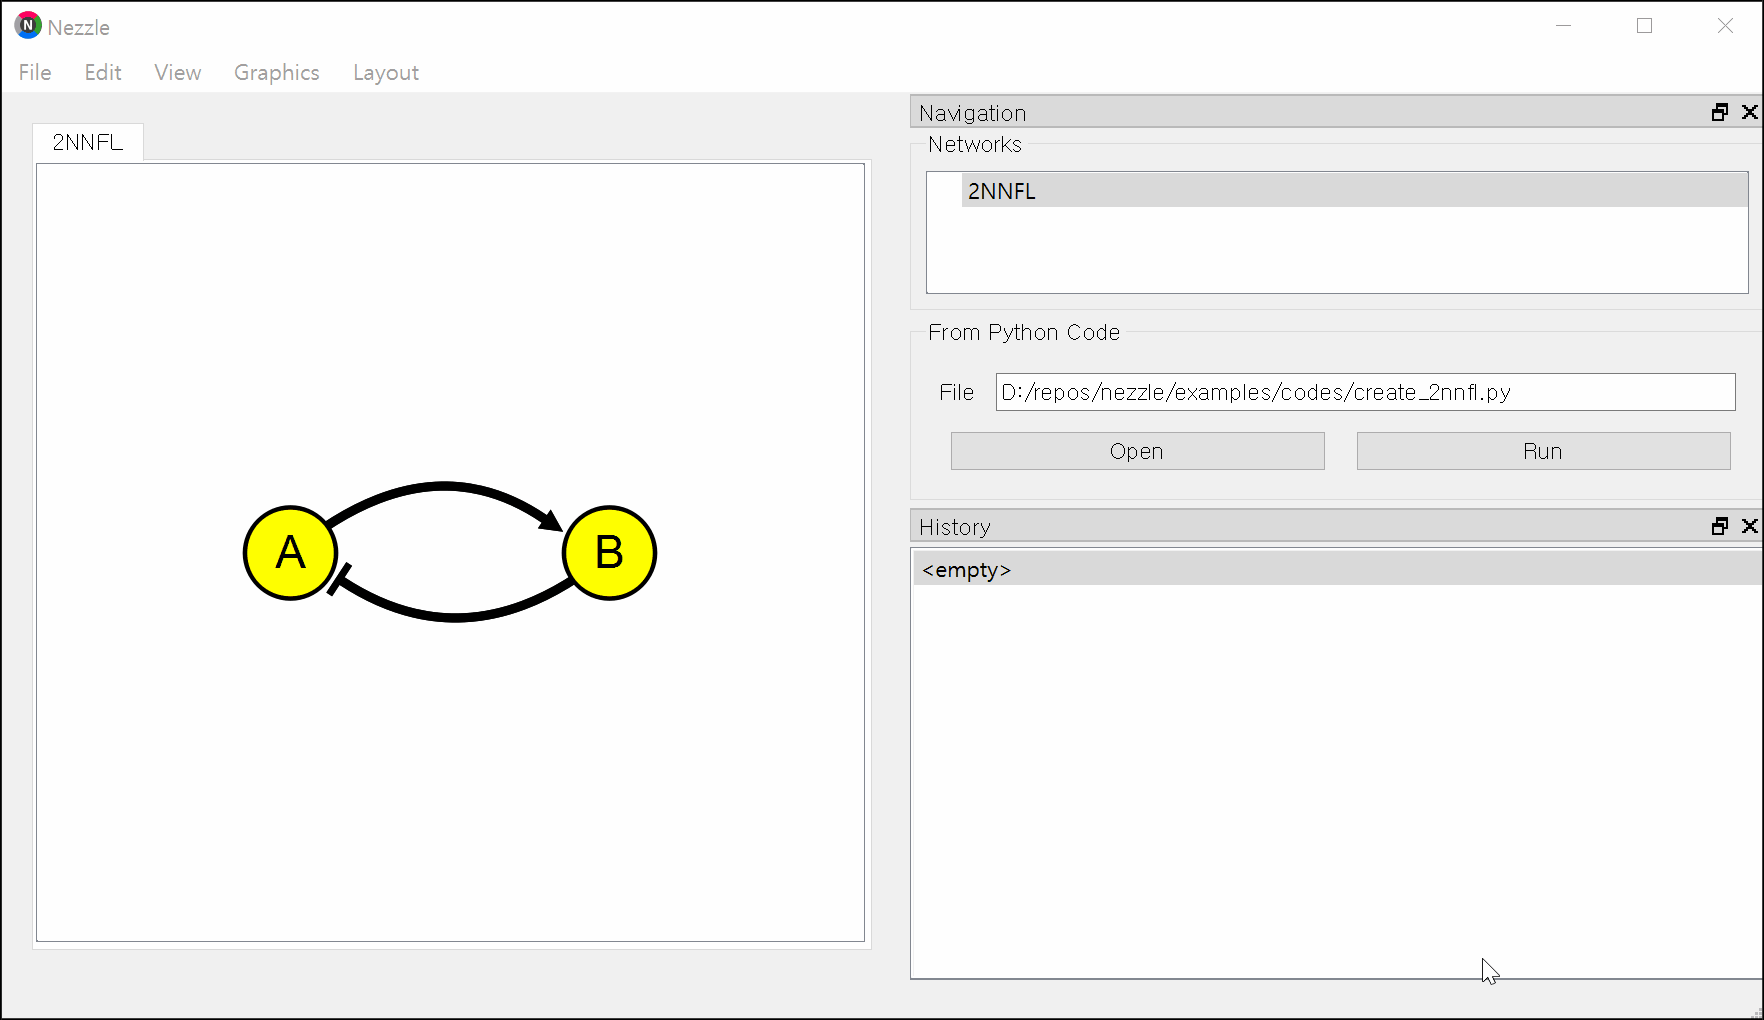 N Nezzle
File Edit View Graphics Layout
2NNFL
A
B
Navigation
Networks
2NNFL
From Python Code
File D:/repos/nezzle/examples/codes/create_2nnfl.py
Open Run
History
<empty>